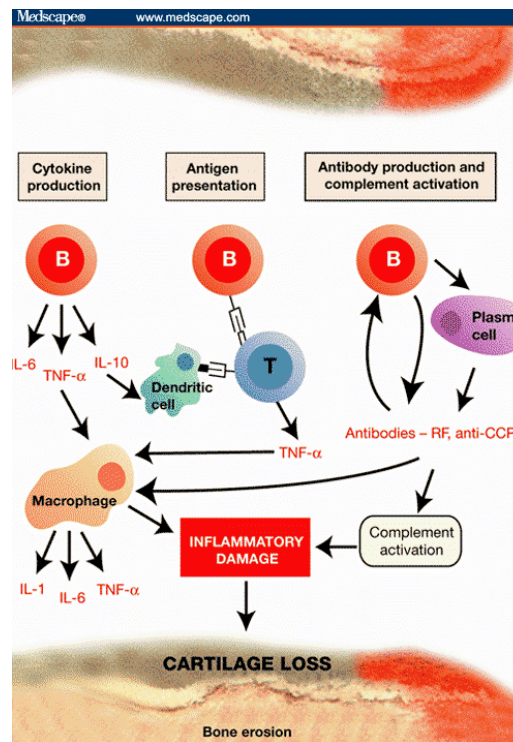 Medscape® www.medscape.com
Cytokine
production
Antigen
presentation
Antibody production and
complement activation
B
B
B
IL-6
TNF-α
IL-10
Dendritic
cell
T
Plasm
cell
TNF-α
Antibodies – RF, anti-CCP
Macrophage
INFLAMMATORY
DAMAGE
Complement
activation
IL-1
IL-6
TNF-α
CARTILAGE LOSS
Bone erosion